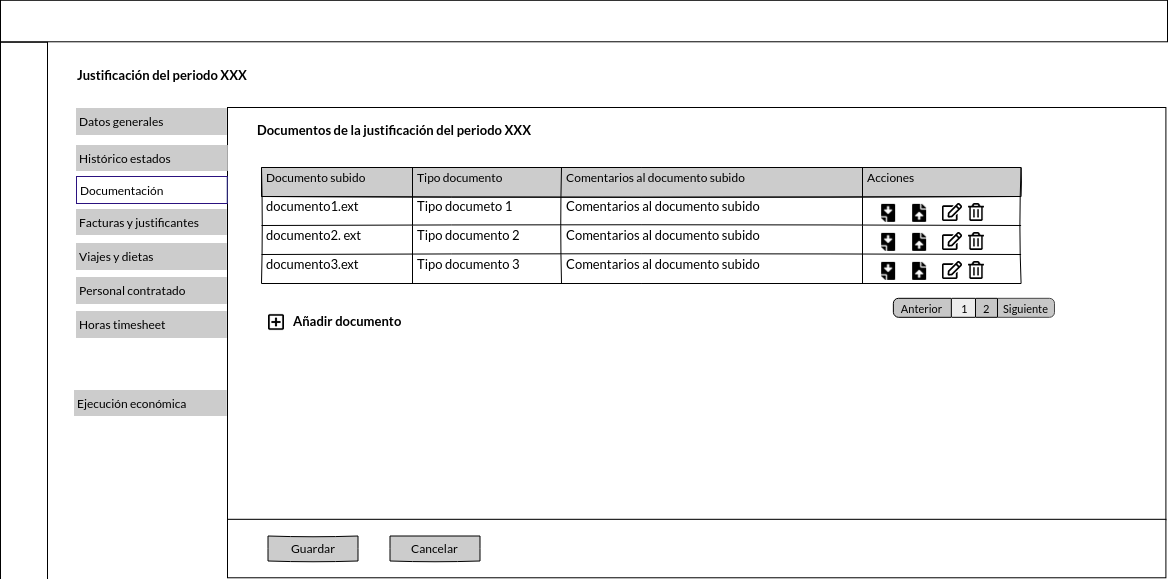 Justificación del periodo XXX
Datos generales
Histórico estados
Documentación
Facturas y justificantes
Viajes y dietas
Personal contratado
Horas timesheet
Ejecución económica
Documentos de la justificación del periodo XXX
Documento subido Tipo documento Comentarios al documento subido Acciones
documento1.ext Tipo documeto 1 Comentarios al documento subido
documento2. ext Tipo documento 2 Comentarios al documento subido
documento3.ext Tipo documento 3 Comentarios al documento subido
Anterior 1 2 Siguiente
Añadir documento
Guardar Cancelar